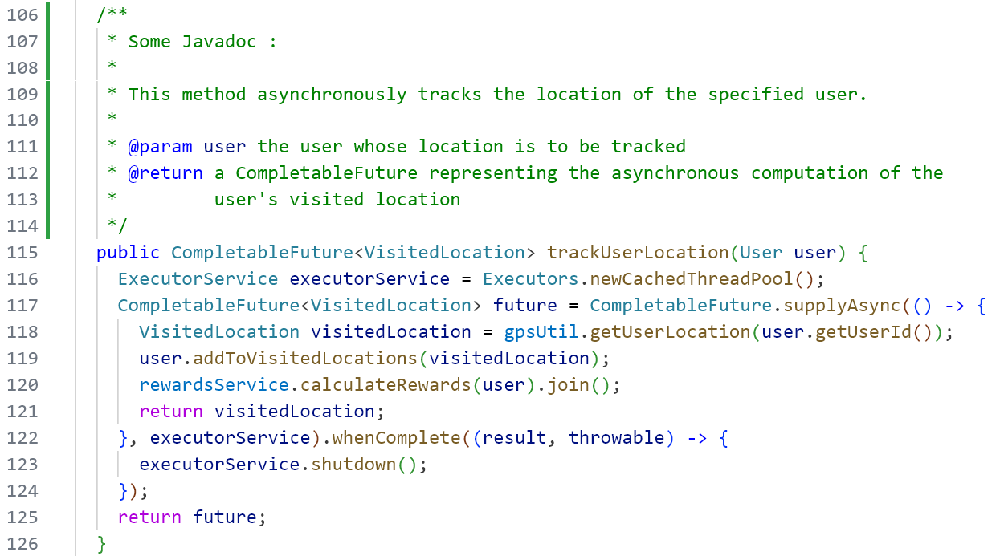 106 /**
107  * Some Javadoc :
108  *
109  * This method asynchronously tracks the location of the specified user.
110  *
111  * @param user the user whose location is to be tracked
112  * @return a CompletableFuture representing the asynchronous computation of the
113  *         user's visited location
114  */
115 public CompletableFuture<VisitedLocation> trackUserLocation(User user) {
116   ExecutorService executorService = Executors.newCachedThreadPool();
117   CompletableFuture<VisitedLocation> future = CompletableFuture.supplyAsync(() -> {
118     VisitedLocation visitedLocation = gpsUtil.getUserLocation(user.getUserId());
119     user.addToVisitedLocations(visitedLocation);
120     rewardsService.calculateRewards(user).join();
121     return visitedLocation;
122   }, executorService).whenComplete((result, throwable) -> {
123     executorService.shutdown();
124   });
125   return future;
126 }